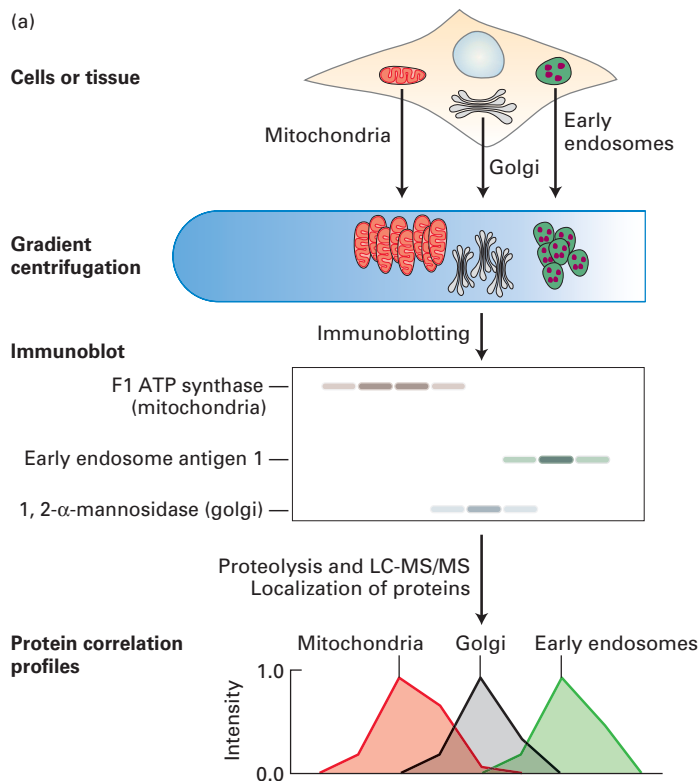 (a)
Cells or tissue
Mitochondria
Golgi
Early
endosomes
Gradient
centrifugation
Immunoblotting
Immunoblot
F1 ATP synthase
(mitochondria)
Early endosome antigen 1
1, 2-α-mannosidase (golgi)
Proteolysis and LC-MS/MS
Localization of proteins
Protein correlation
profiles
Mitochondria
Golgi
Early endosomes
1.0
Intensity
0.0